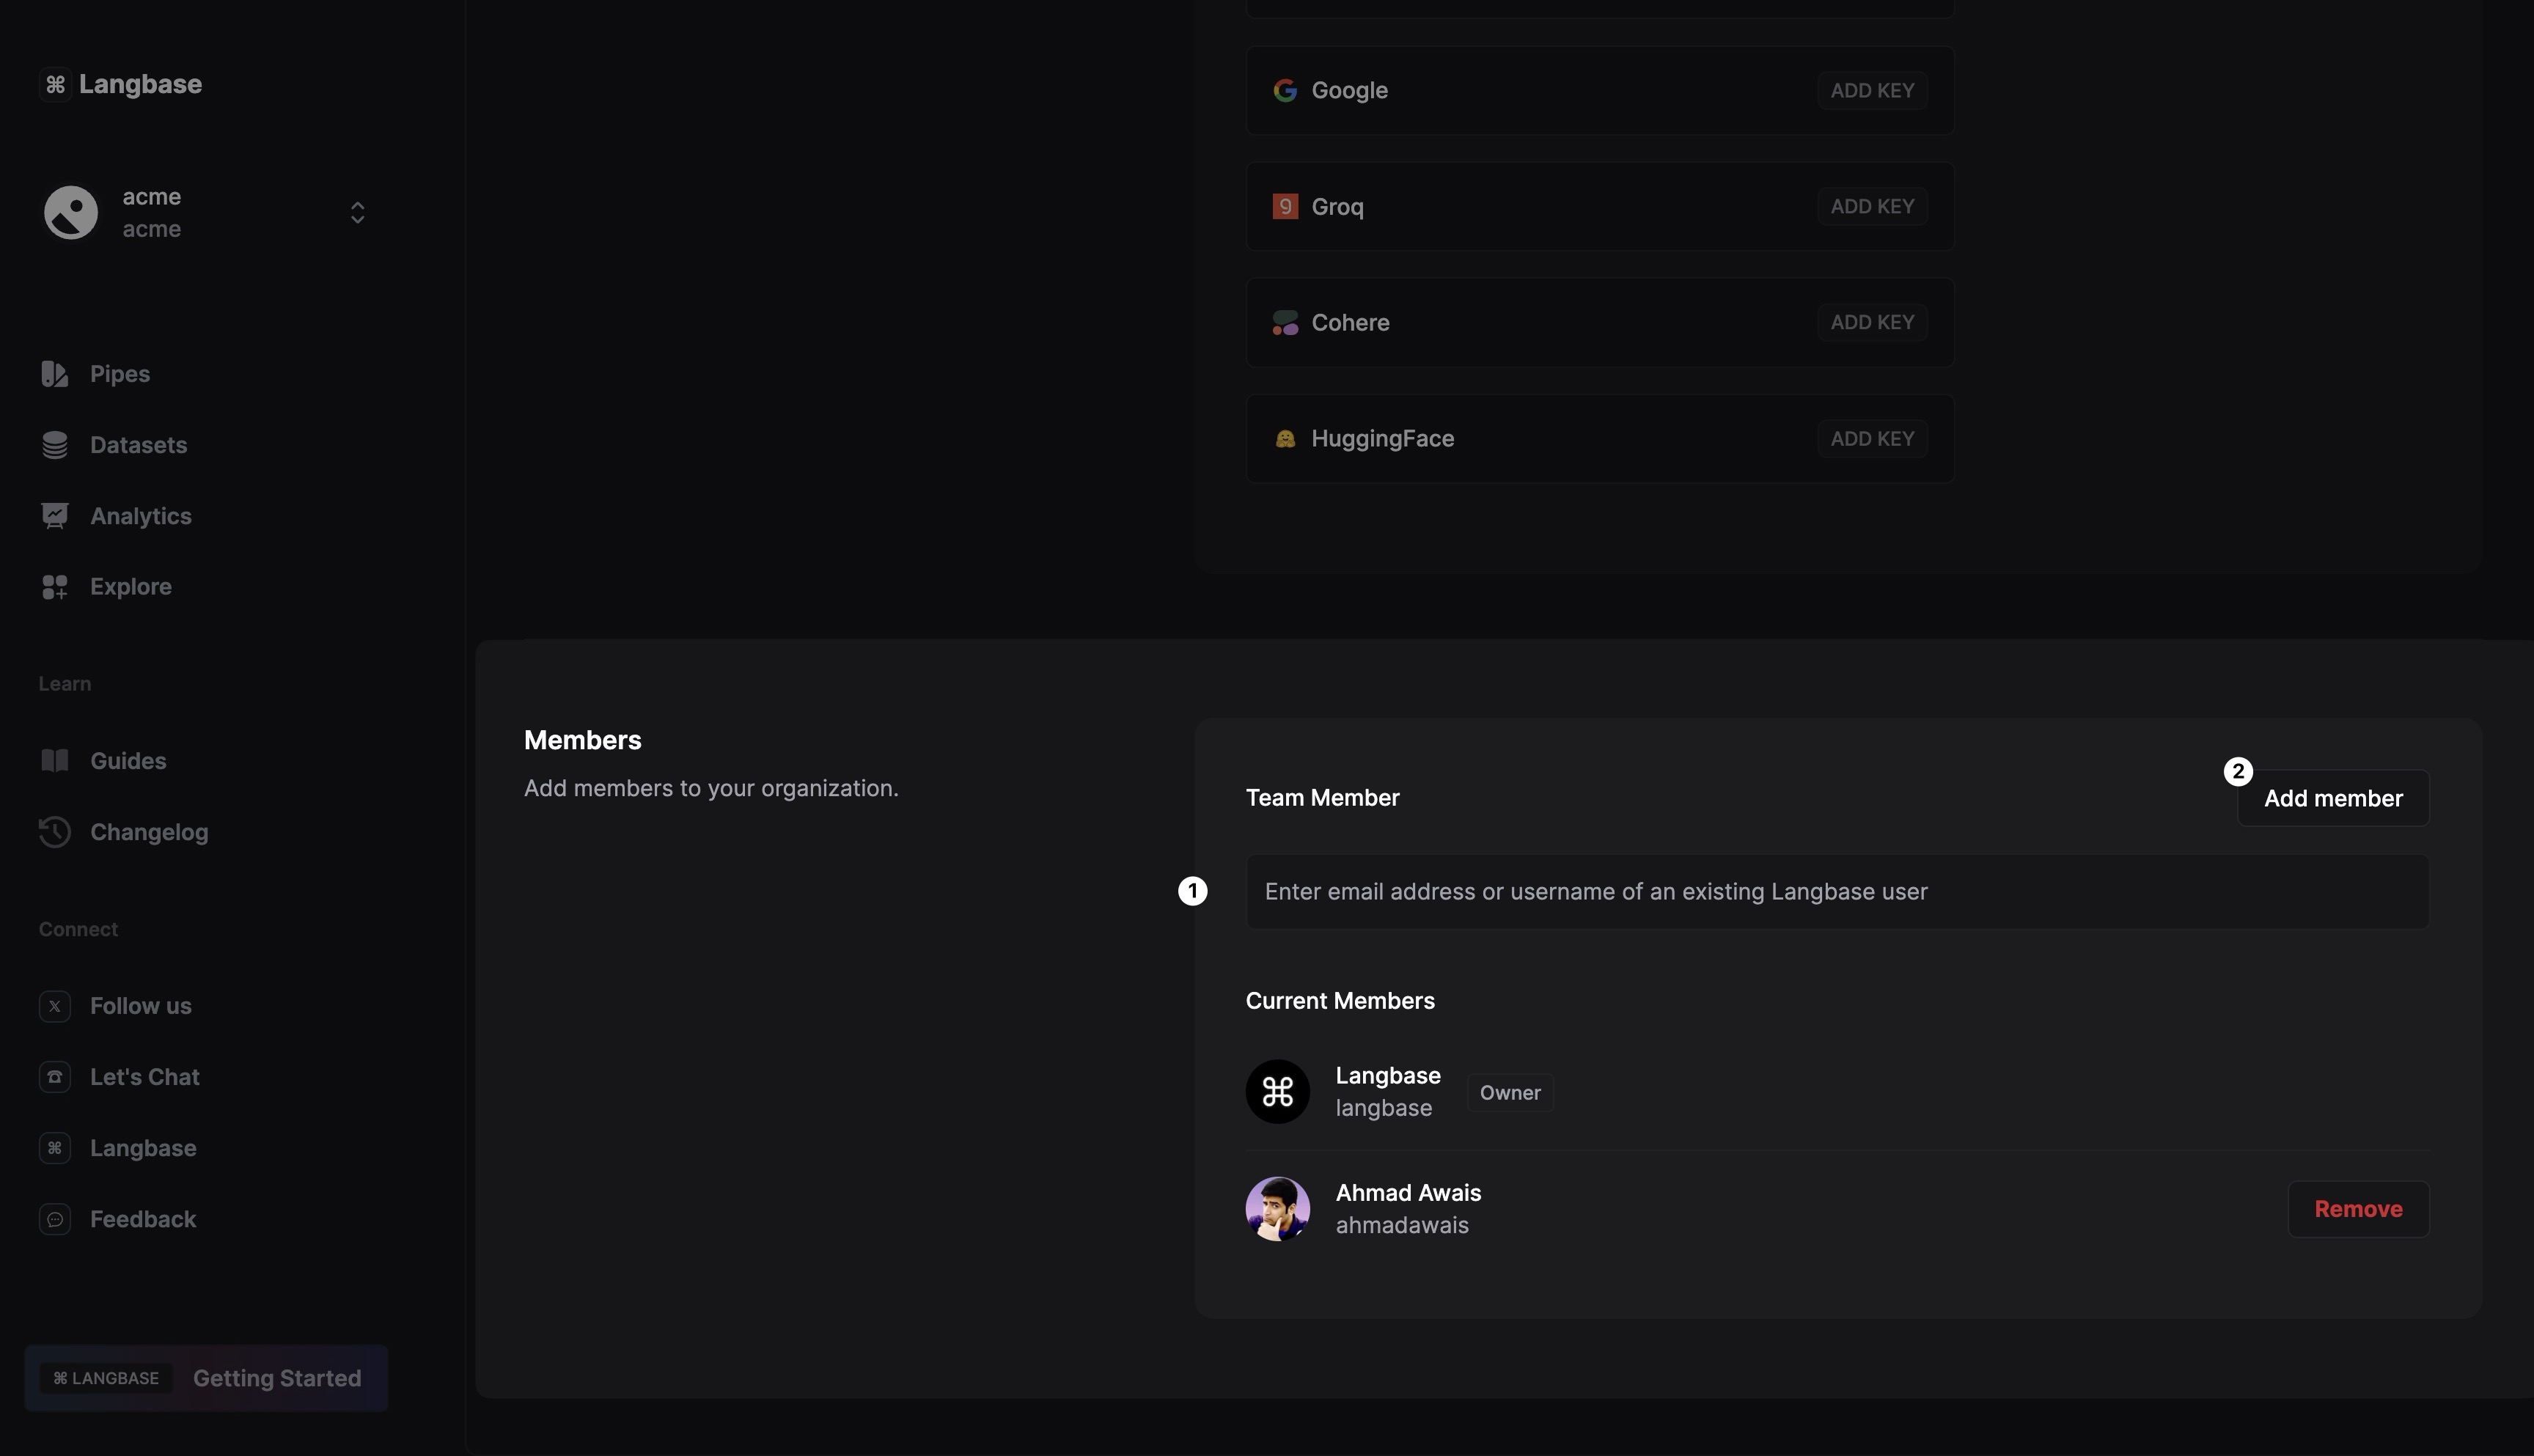 ⌘ Langbase
acme
acme
Pipes
Datasets
Analytics
Explore
Learn
Guides
Changelog
Connect
Follow us
Let's Chat
Langbase
Feedback
⌘ LANGBASE Getting Started
Google ADD KEY
Groq ADD KEY
Cohere ADD KEY
HuggingFace ADD KEY
Members
Add members to your organization.
Team Member
2
Add member
1
Enter email address or username of an existing Langbase user
Current Members
Langbase
langbase
Owner
Ahmad Awais
ahmadawais
Remove